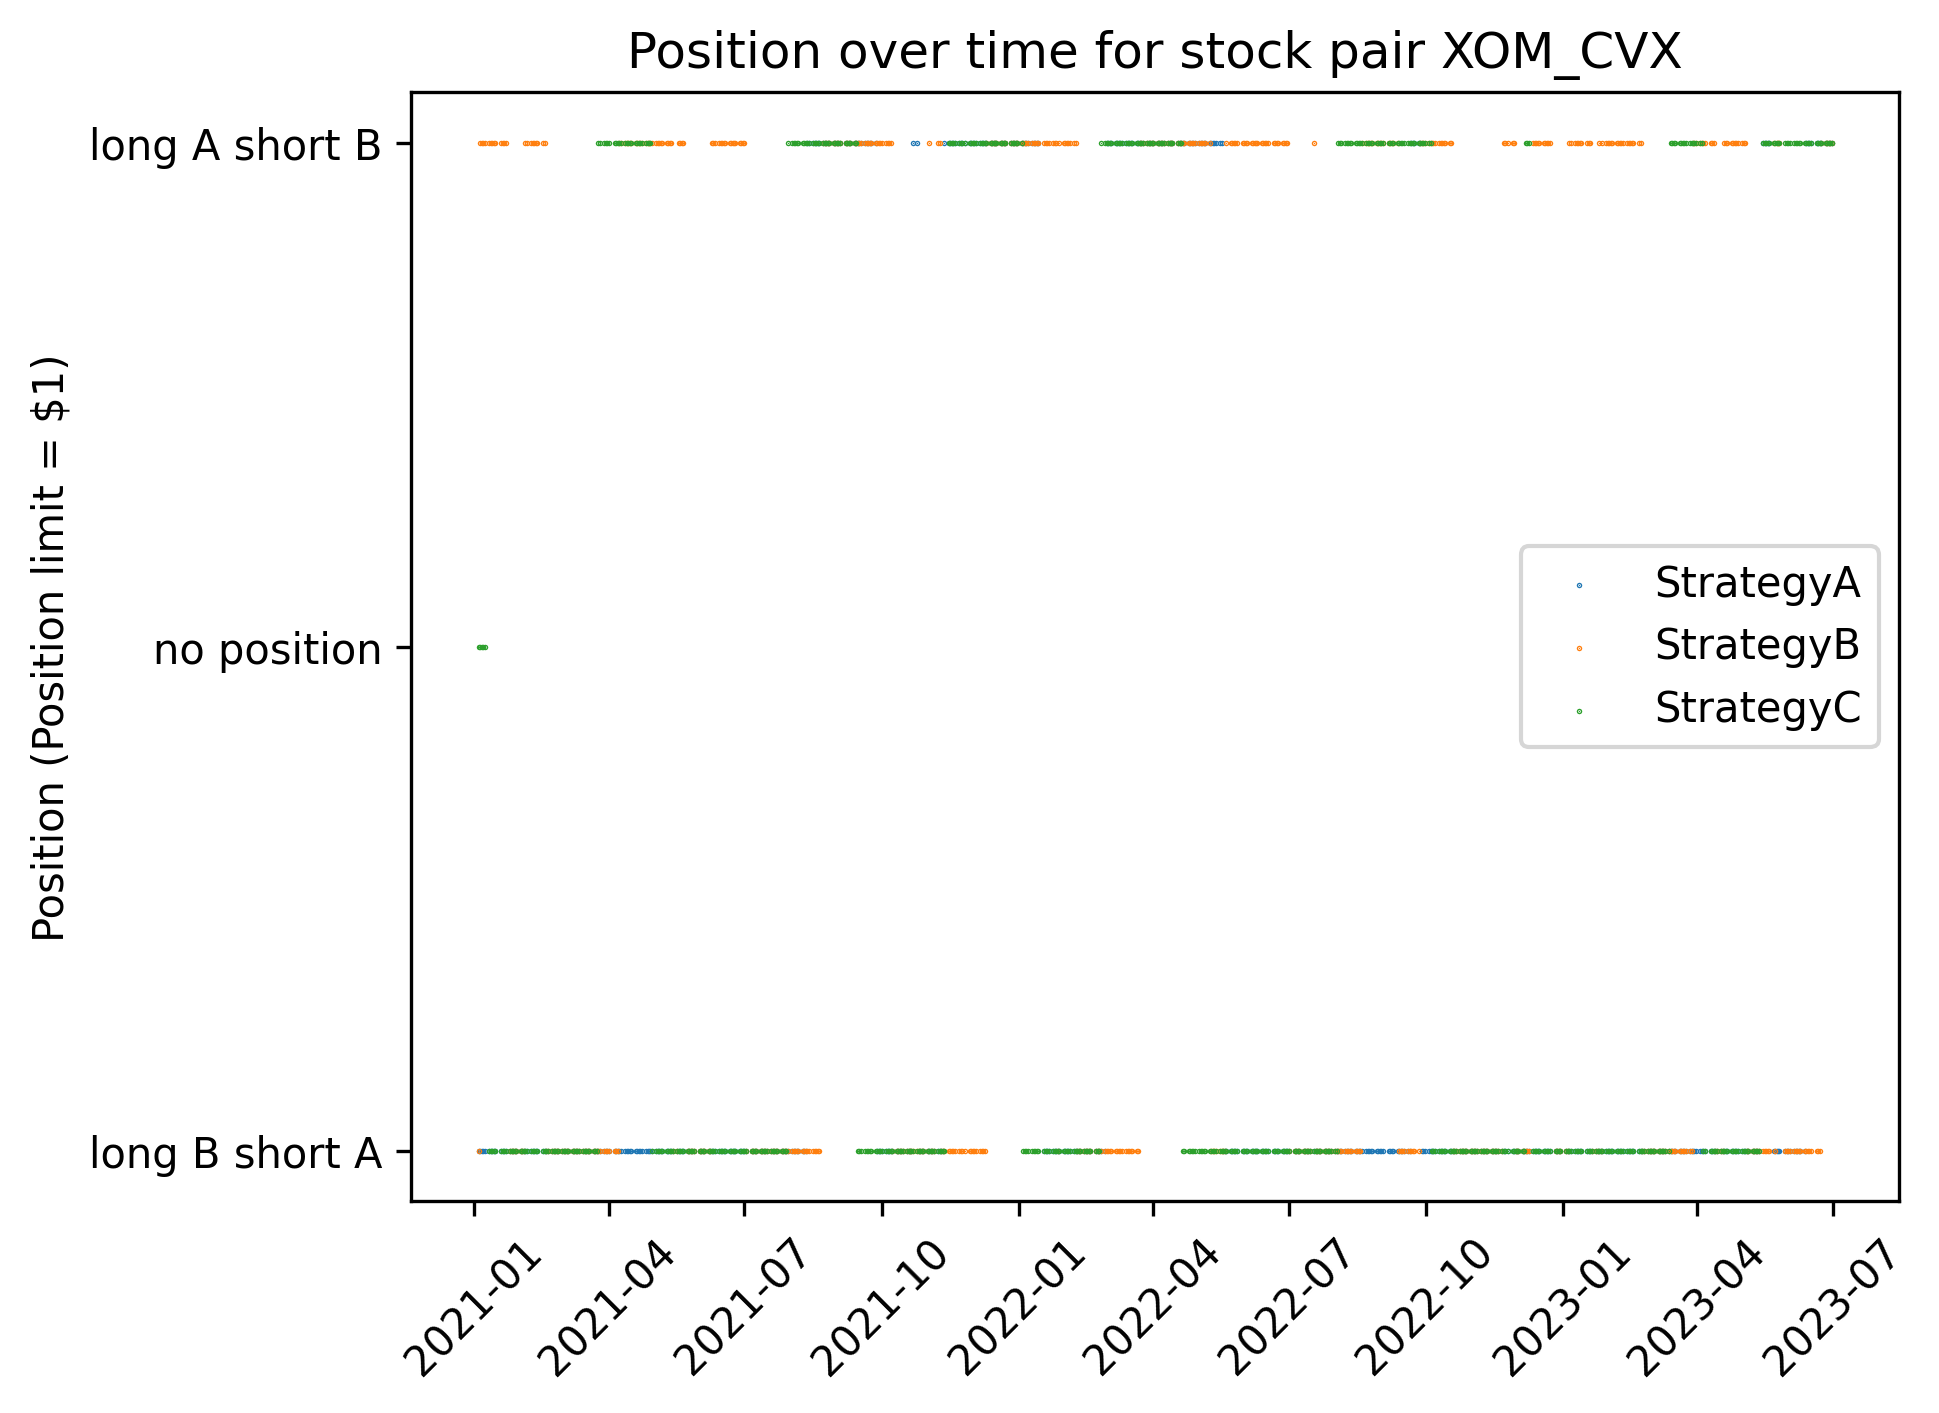 Position over time for stock pair XOM_CVX
Position (Position limit = $1)
long A short B
no position
long B short A
StrategyA
StrategyB
StrategyC
2021-01
2021-04
2021-07
2021-10
2022-01
2022-04
2022-07
2022-10
2023-01
2023-04
2023-07